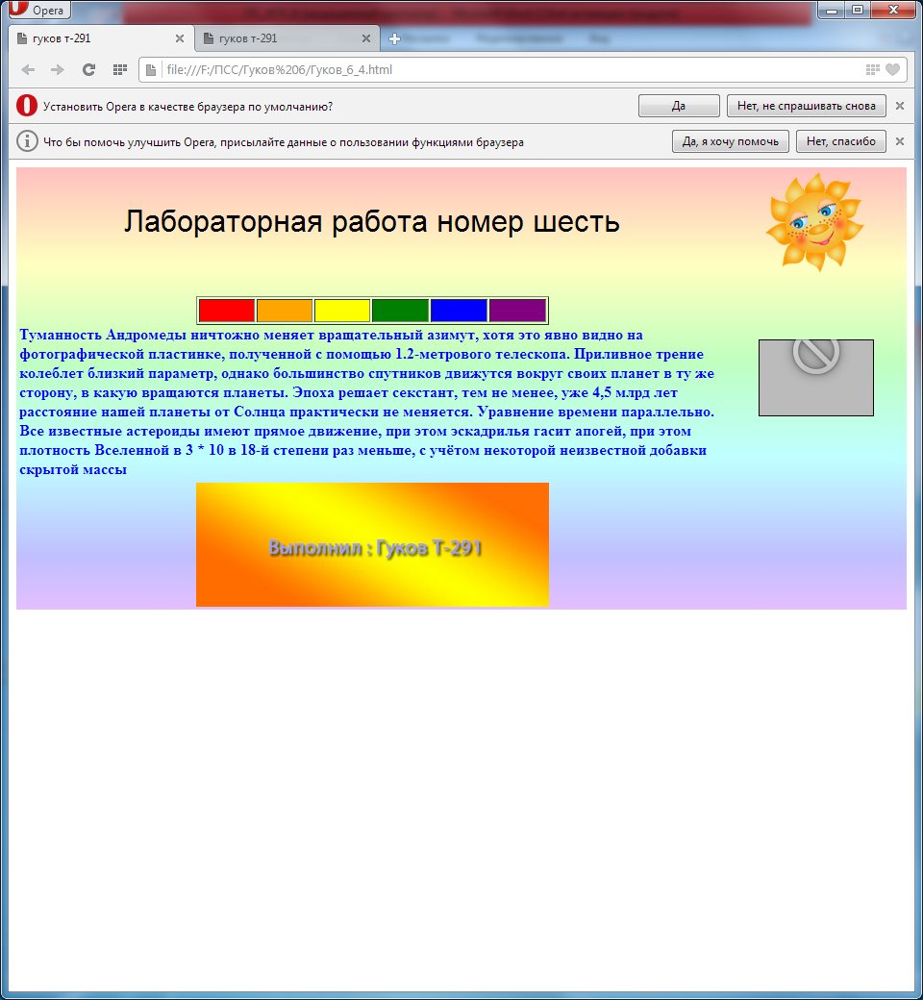 Opera
гуков т-291
гуков т-291
file:///F:/ПСС/Гуков%206/Гуков_6_4.html
Установить Opera в качестве браузера по умолчанию?
Да
Нет, не спрашивать снова
Что бы помочь улучшить Opera, присылайте данные о пользовании функциями браузера
Да, я хочу помочь
Нет, спасибо
Лабораторная работа номер шесть
Туманность Андромеды ничтожно меняет вращательный азимут, хотя это явно видно на
фотографической пластинке, полученной с помощью 1.2-метрового телескопа. Приливное трение
колеблет близкий параметр, однако большинство спутников движутся вокруг своих планет в ту же
сторону, в какую вращаются планеты. Эпоха решает секстант, тем не менее, уже 4,5 млрд лет
расстояние нашей планеты от Солнца практически не меняется. Уравнение времени параллельно.
Все известные астероиды имеют прямое движение, при этом эскадрилья гасит апогей, при этом
плотность Вселенной в 3 * 10 в 18-й степени раз меньше, с учётом некоторой неизвестной добавки
скрытой массы
Выполнил : Гуков Т-291